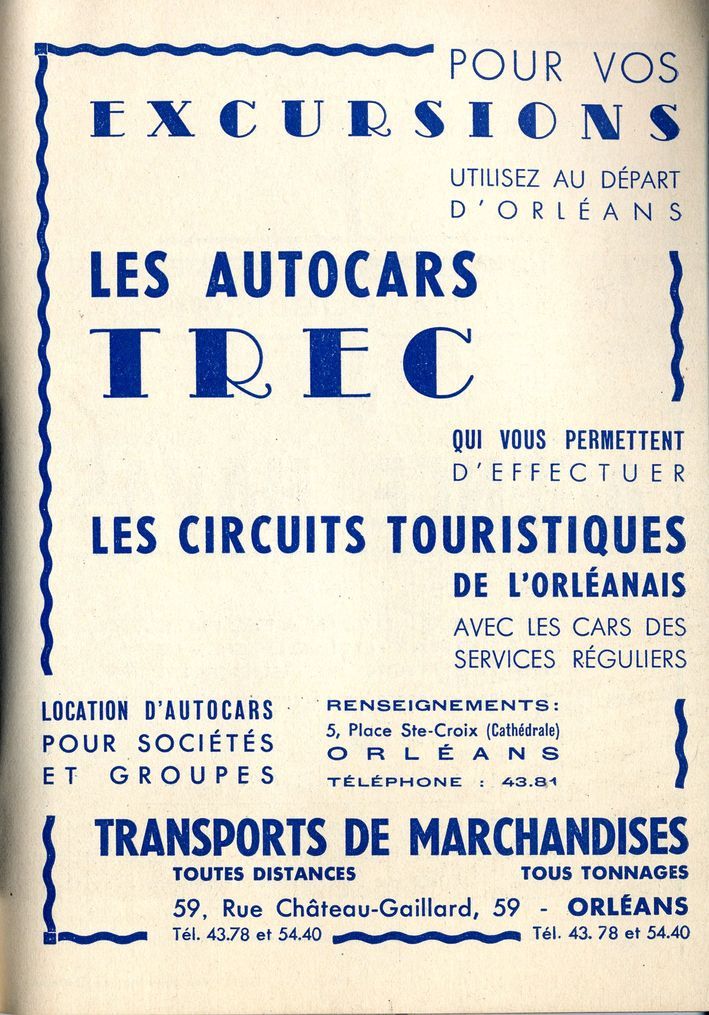 POUR VOS
EXCURSIONS
UTILISEZ AU DÉPART
D'ORLÉANS
LES AUTOCARS
TREC
QUI VOUS PERMETTENT
D'EFFECTUER
LES CIRCUITS TOURISTIQUES
DE L'ORLÉANAIS
AVEC LES CARS DES
SERVICES RÉGULIERS
LOCATION D'AUTOCARS
POUR SOCIÉTÉS
ET GROUPES
RENSEIGNEMENTS:
5, Place Ste-Croix (Cathédrale)
ORLÉANS
TÉLÉPHONE : 43.81
TRANSPORTS DE MARCHANDISES
TOUTES DISTANCES TOUS TONNAGES
59, Rue Château-Gaillard, 59 - ORLÉANS
Tél. 43.78 et 54.40 Tél. 43. 78 et 54.40